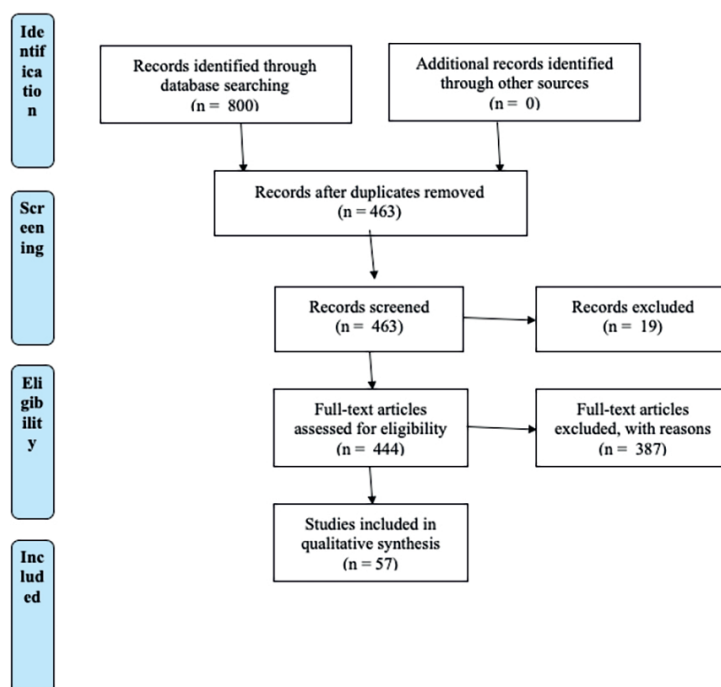 Ide
ntif
ica
tio
n
Records identified through
database searching
(n = 800)
Additional records identified
through other sources
(n = 0)
Records after duplicates removed
(n = 463)
Scr
een
ing
Records screened
(n = 463)
Records excluded
(n = 19)
Eli
gib
ilit
y
Full-text articles
assessed for eligibility
(n = 444)
Full-text articles
excluded, with reasons
(n = 387)
Studies included in
qualitative synthesis
(n = 57)
Inc
lud
ed